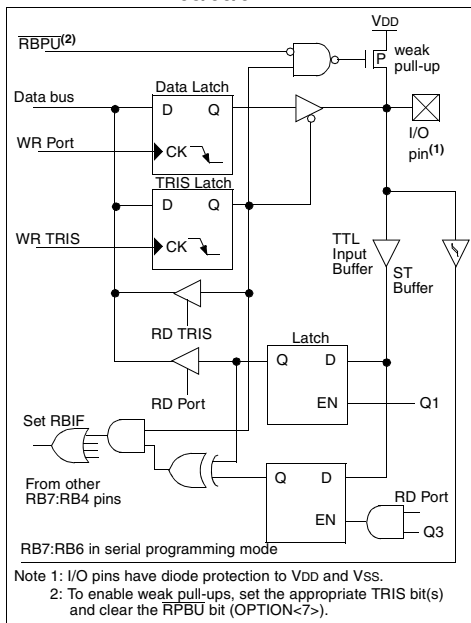 VDD
RBPU(2)
P
weak
pull-up
Data Latch
Data bus
D
Q
WR Port
CK
I/O
pin(1)
TRIS Latch
D
Q
WR TRIS
CK
TTL
Input
Buffer
ST
Buffer
RD TRIS
Latch
Q
D
RD Port
EN
Q1
Set RBIF
From other
RB7:RB4 pins
Q
D
RD Port
EN
Q3
RB7:RB6 in serial programming mode
Note 1: I/O pins have diode protection to VDD and VSS.
2: To enable weak pull-ups, set the appropriate TRIS bit(s)
and clear the RPBU bit (OPTION<7>).